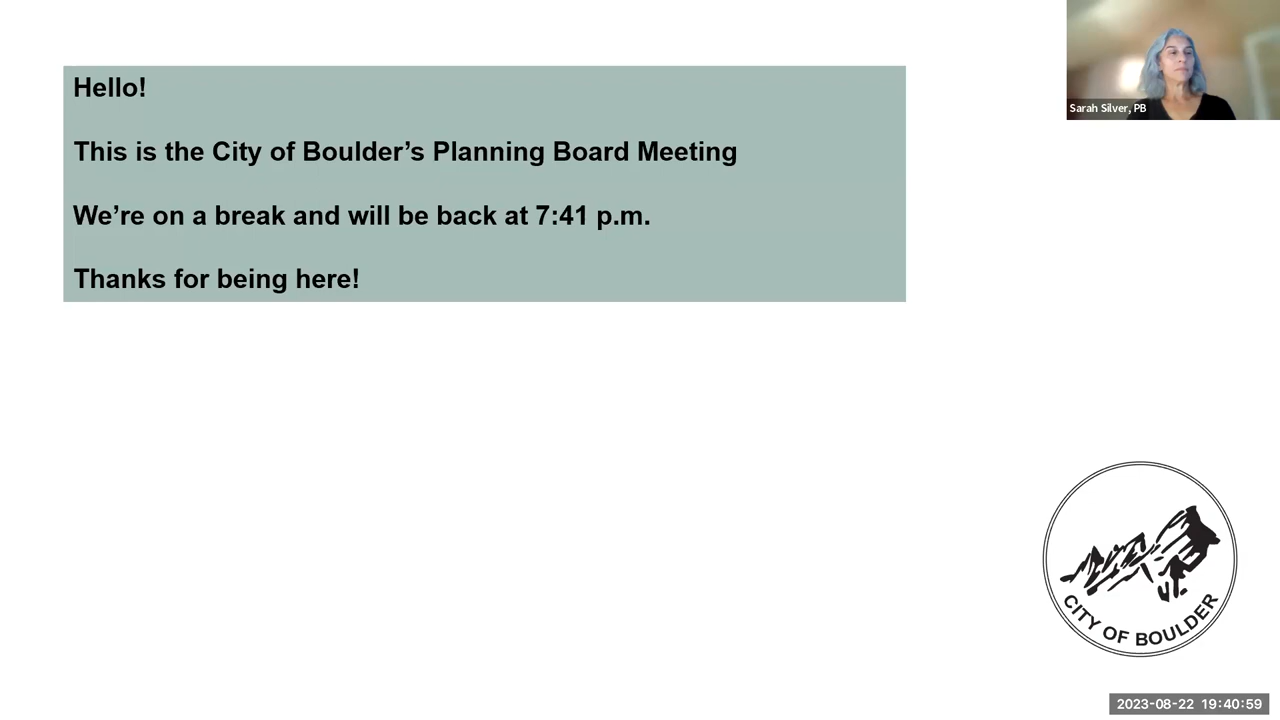 Hello!
This is the City of Boulder’s Planning Board Meeting
We’re on a break and will be back at 7:41 p.m.
Thanks for being here!
Sarah Silver, PB
CITY OF BOULDER
2023-08-22 19:40:59